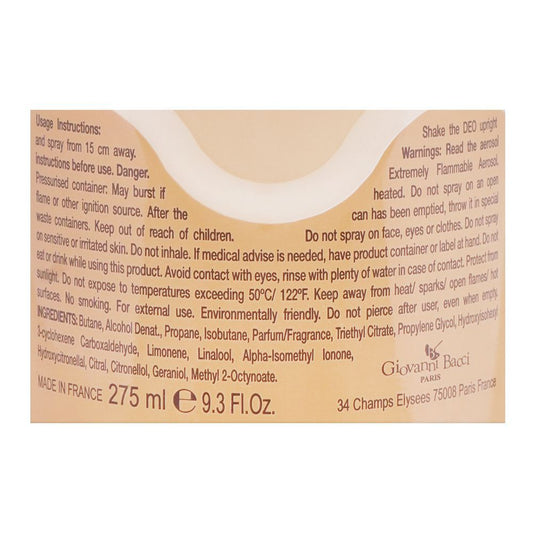 Usage Instructions: Shake the DEO upright
and spray from 15 cm away. Warnings: Read the aerosol
instructions before use. Danger. Extremely Flammable Aerosol,
Pressurised container: May burst if heated. Do not spray on an open
flame or other ignition source. After the can has been emptied, throw it in special
waste containers. Keep out of reach of children. Do not spray on face, eyes or clothes. Do not spray
on sensitive or irritated skin. Do not inhale. If medical advise is needed, have product container or label at hand. Do not
eat or drink while using this product. Avoid contact with eyes, rinse with plenty of water in case of contact. Protect from
sunlight. Do not expose to temperatures exceeding 50ºC/ 122ºF. Keep away from heat/ sparks/ open flames/ hot
surfaces. No smoking. For external use. Environmentally friendly. Do not pierce after user, even when empty.
INGREDIENTS: Butane, Alcohol Denat., Propane, Isobutane, Parfum/Fragrance, Triethyl Citrate, Propylene Glycol, Hydroxyisohexyl
3-cyclohexene Carboxaldehyde, Limonene, Linalool, Alpha-Isomethyl Ionone,
Hydroxycitronellal, Citral, Citronellol, Geraniol, Methyl 2-Octynoate.
Giovanni Bacci
PARIS
MADE IN FRANCE 275 ml ℮ 9.3 Fl.Oz.
34 Champs Elysees 75008 Paris France